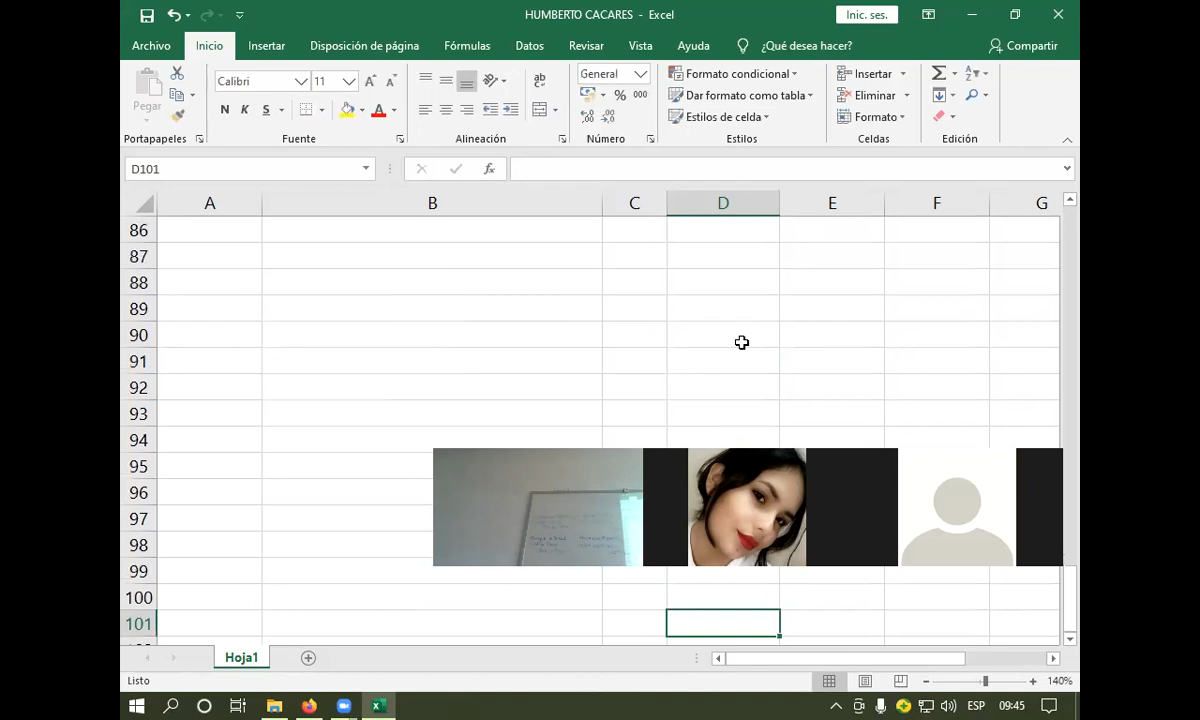 HUMBERTO CACARES - Excel
Inic. ses.
Archivo Inicio Insertar Disposición de página Fórmulas Datos Revisar Vista Ayuda ¿Qué desea hacer? Compartir
Pegar
Calibri 11
N K S
General
% 000
Formato condicional
Dar formato como tabla
Estilos de celda
Insertar
Eliminar
Formato
Portapapeles Fuente Alineación Número Estilos Celdas Edición
D101 fx
A B C D E F G
86
87
88
89
90
91
92
93
94
95
96
97
98
99
100
101
Hoja1
Listo 140%
ESP 09:45